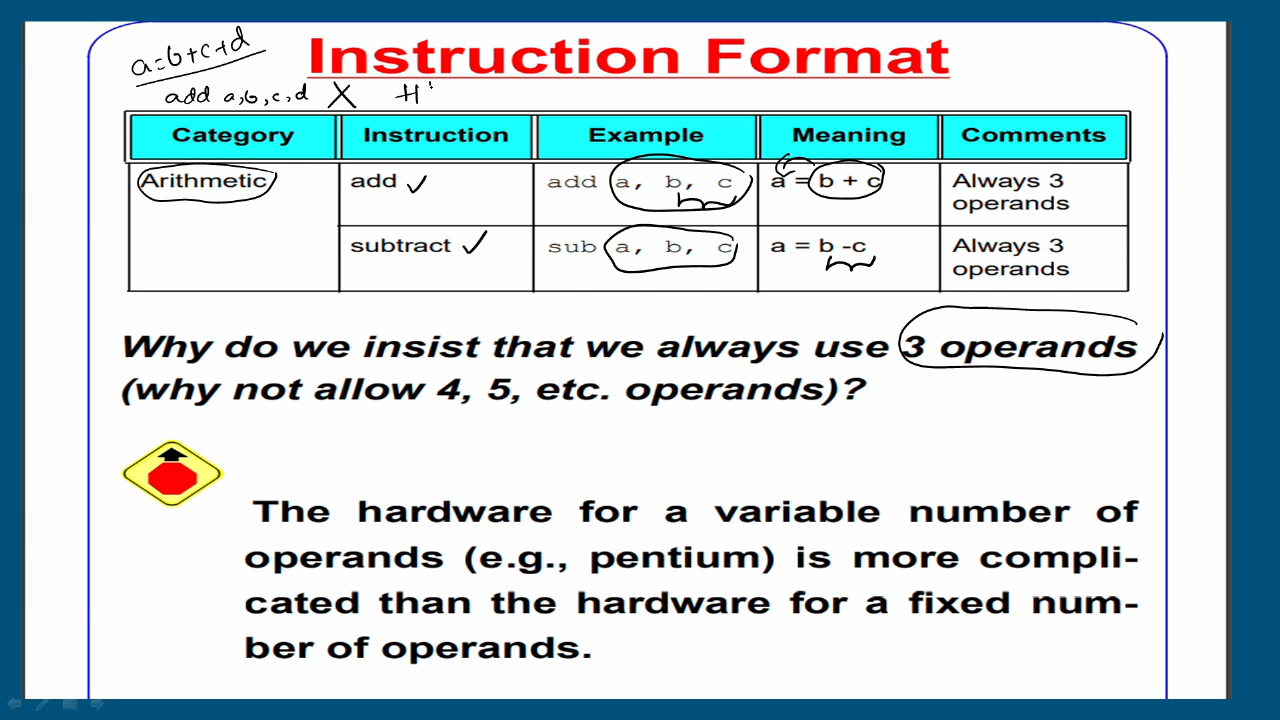 a=b+c+d
Instruction Format
add a,b,c,d X H
Category Instruction Example Meaning Comments
Arithmetic add add a, b, c a = b + c Always 3
operands
subtract sub a, b, c a = b -c Always 3
operands
Why do we insist that we always use 3 operands
(why not allow 4, 5, etc. operands)?
The hardware for a variable number of
operands (e.g., pentium) is more compli-
cated than the hardware for a fixed num-
ber of operands.